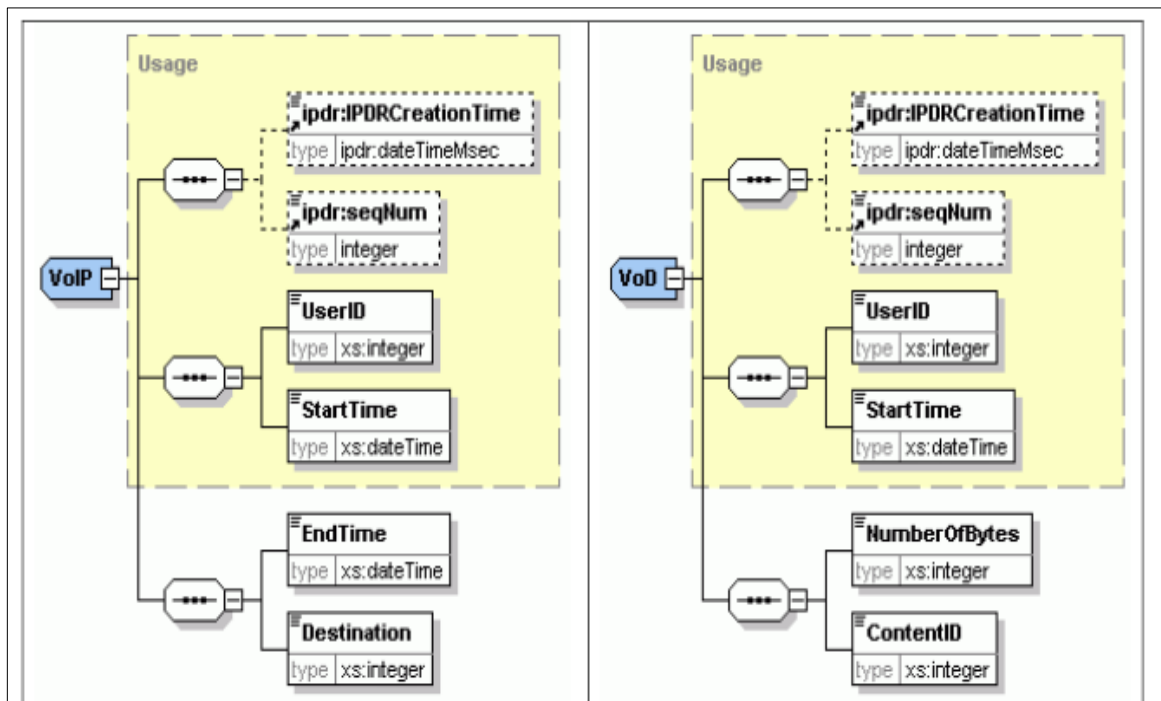 Usage
ipdr:IPDRCreationTime
type ipdr:dateTimeMsec
ipdr:seqNum
type integer
VoIP
UserID
type xs:integer
StartTime
type xs:dateTime
EndTime
type xs:dateTime
Destination
type xs:integer
Usage
ipdr:IPDRCreationTime
type ipdr:dateTimeMsec
ipdr:seqNum
type integer
VoD
UserID
type xs:integer
StartTime
type xs:dateTime
NumberOfBytes
type xs:integer
ContentID
type xs:integer